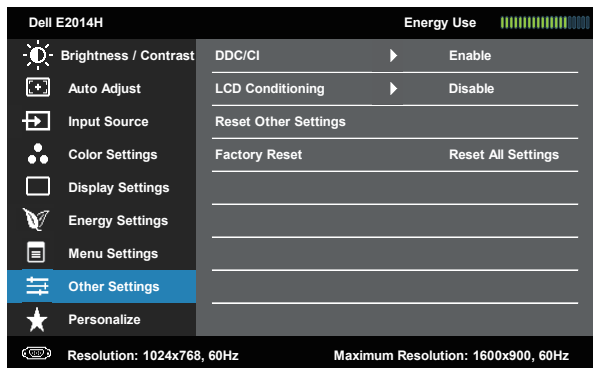 Dell E2014H Energy Use
Brightness / Contrast DDC/CI Enable
Auto Adjust LCD Conditioning Disable
Input Source Reset Other Settings
Color Settings Factory Reset Reset All Settings
Display Settings
Energy Settings
Menu Settings
Other Settings
Personalize
Resolution: 1024x768, 60Hz Maximum Resolution: 1600x900, 60Hz